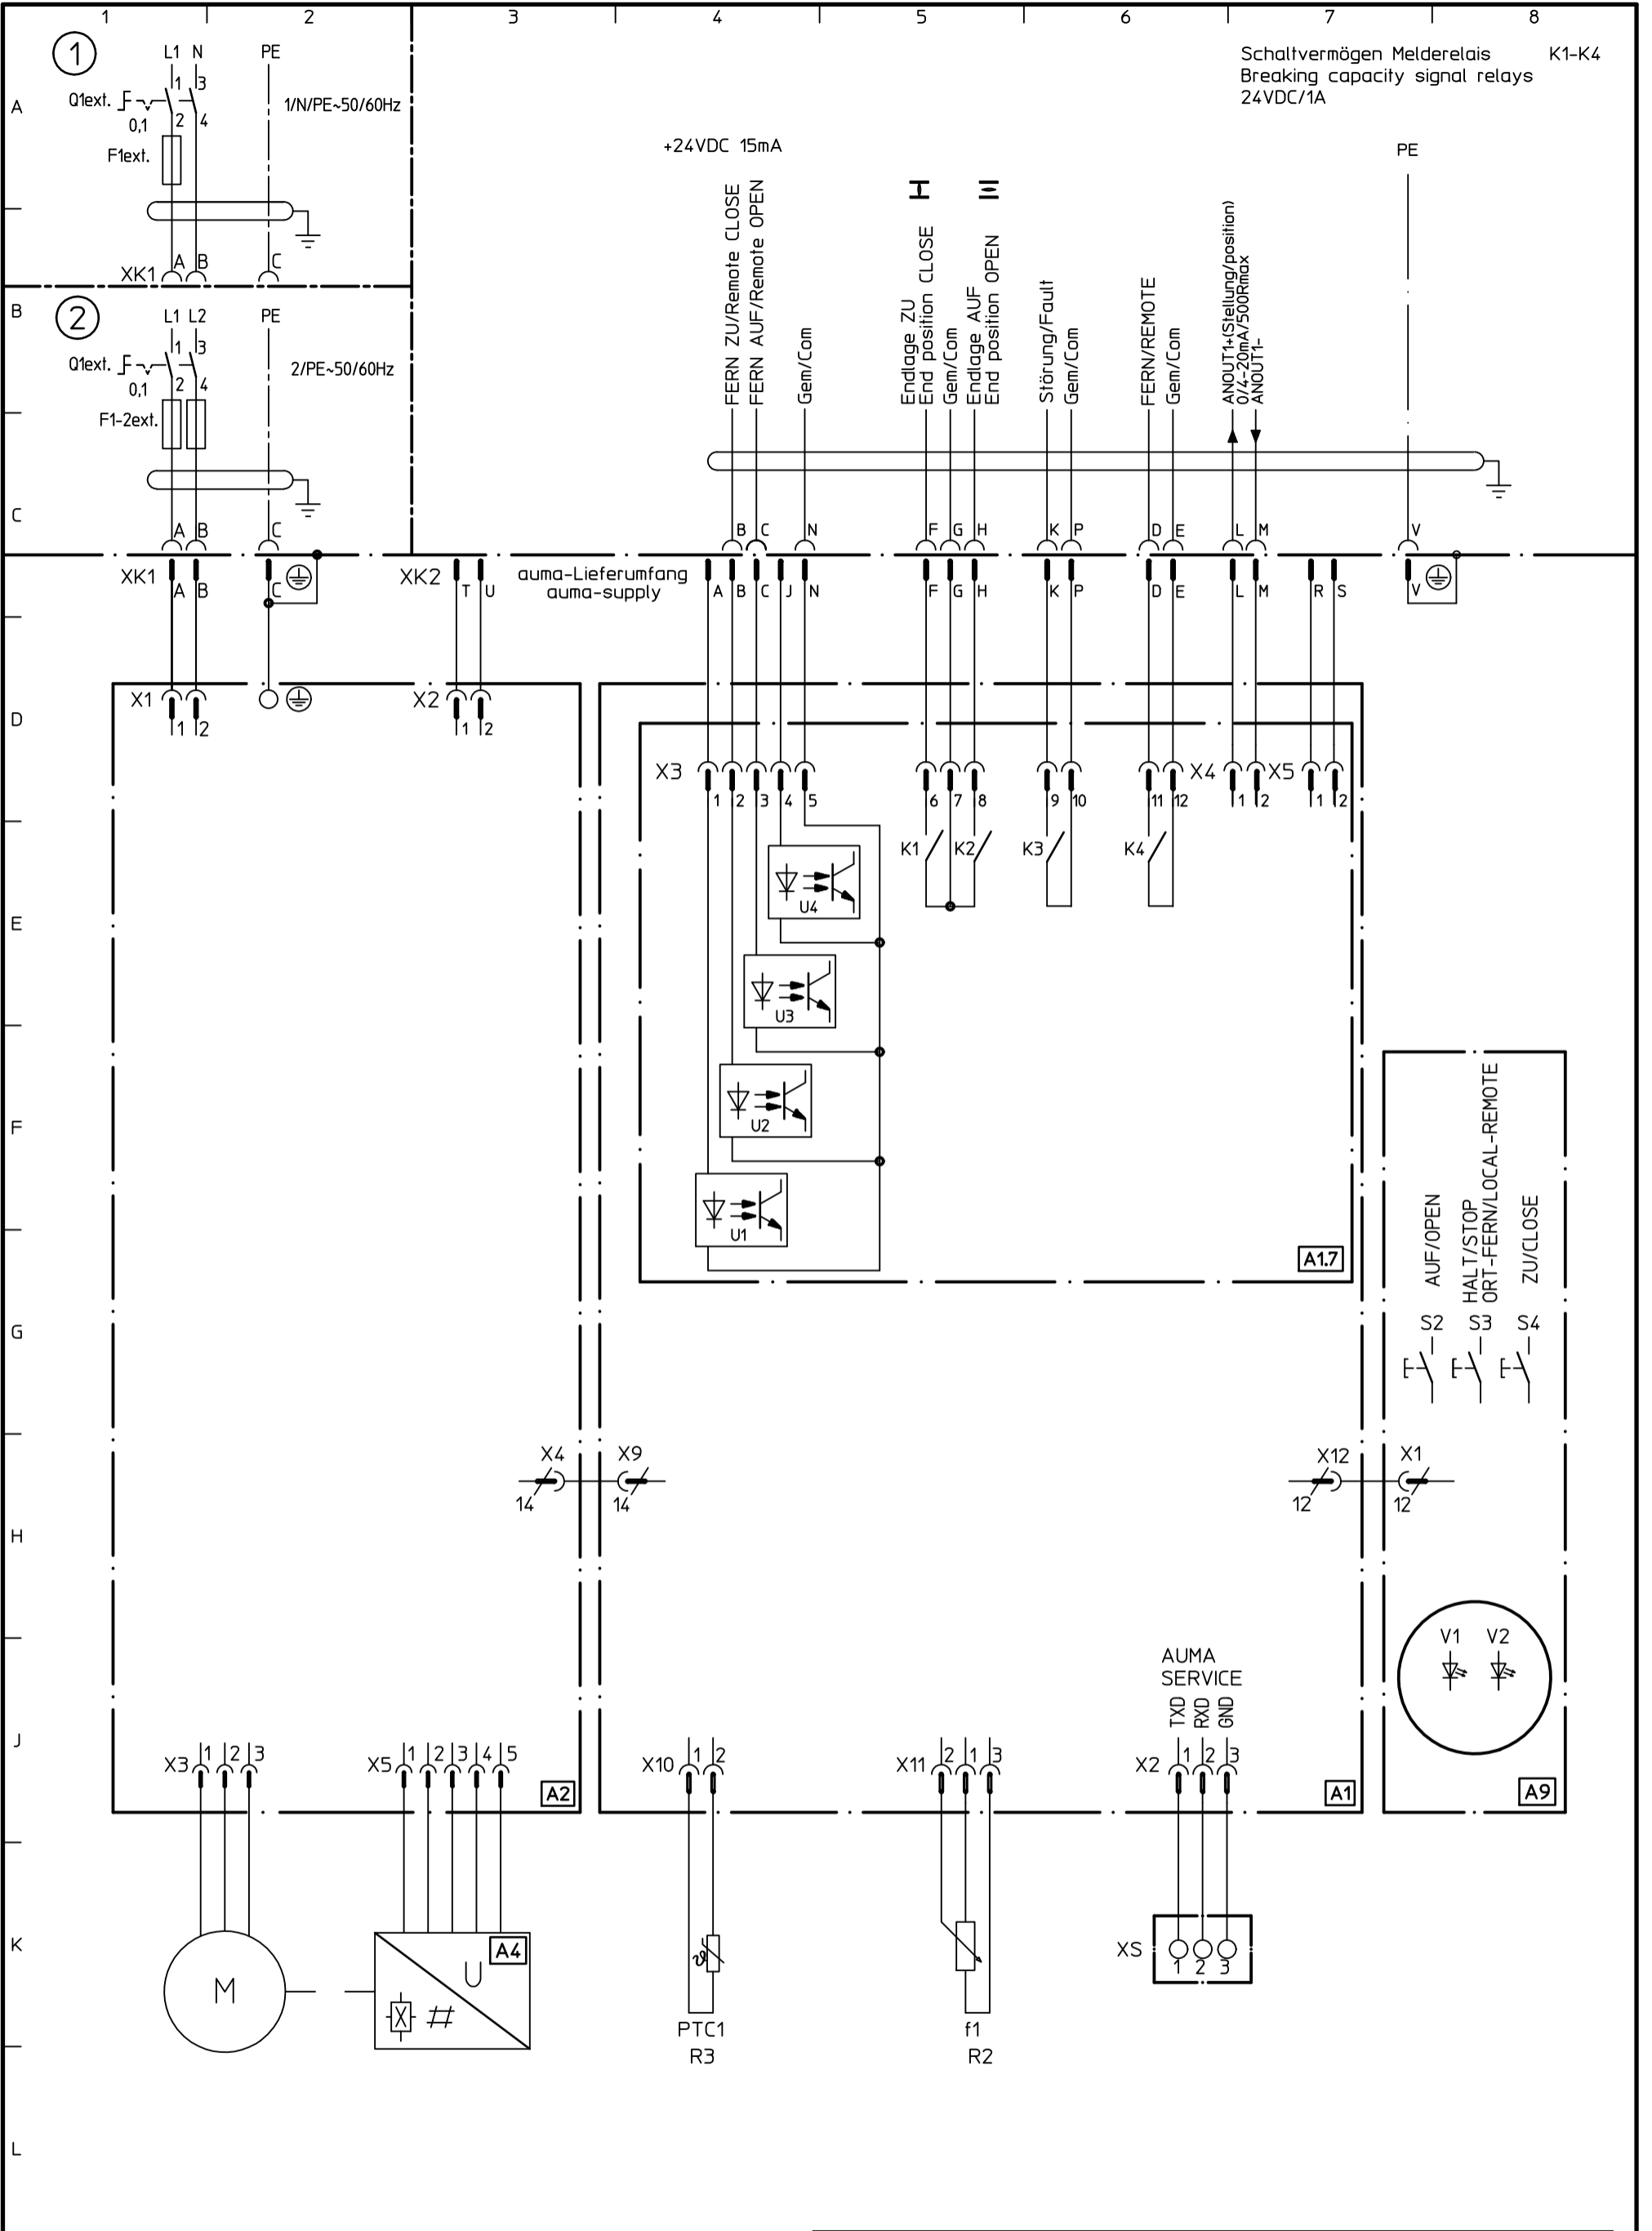 1 2 3 4 5 6 7 8
A
B
C
D
E
F
G
H
J
K
L
1
L1 N PE
Q1ext.
0,1
1 3
2 4
1/N/PE~50/60Hz
F1ext.
XK1 A B C
2
L1 L2 PE
Q1ext.
0,1
1 3
2 4
2/PE~50/60Hz
F1-2ext.
A B C
Schaltvermögen Melderelais K1-K4
Breaking capacity signal relays
24VDC/1A
+24VDC 15mA
PE
FERN ZU/Remote CLOSE
FERN AUF/Remote OPEN
Gem/Com
Endlage ZU
End position CLOSE
Gem/Com
Endlage AUF
End position OPEN
Störung/Fault
Gem/Com
FERN/REMOTE
Gem/Com
ANOUT1+(Stellung/position)
0/4-20mA/500Rmax
ANOUT1-
B C N F G H K P D E L M V
XK1 A B C
XK2 T U
auma-Lieferumfang
auma-supply
A B C J N F G H K P D E L M R S V
X1 1 2
X2 1 2
X3 1 2 3 4 5 6 7 8 9 10 11 12
X4 1 2
X5 1 2
K1 K2 K3 K4
U4
U3
U2
U1
A1.7
AUF/OPEN
HALT/STOP
ORT-FERN/LOCAL-REMOTE
ZU/CLOSE
S2 S3 S4
X4 X9
14 14
X12 X1
12 12
V1 V2
AUMA
SERVICE
TXD
RXD
GND
X3 1 2 3
X5 1 2 3 4 5
A2
X10 1 2
X11 2 1 3
X2 1 2 3
A1
A9
M
A4
U
X #
ϑ
XS 1 2 3
PTC1
R3
f1
R2